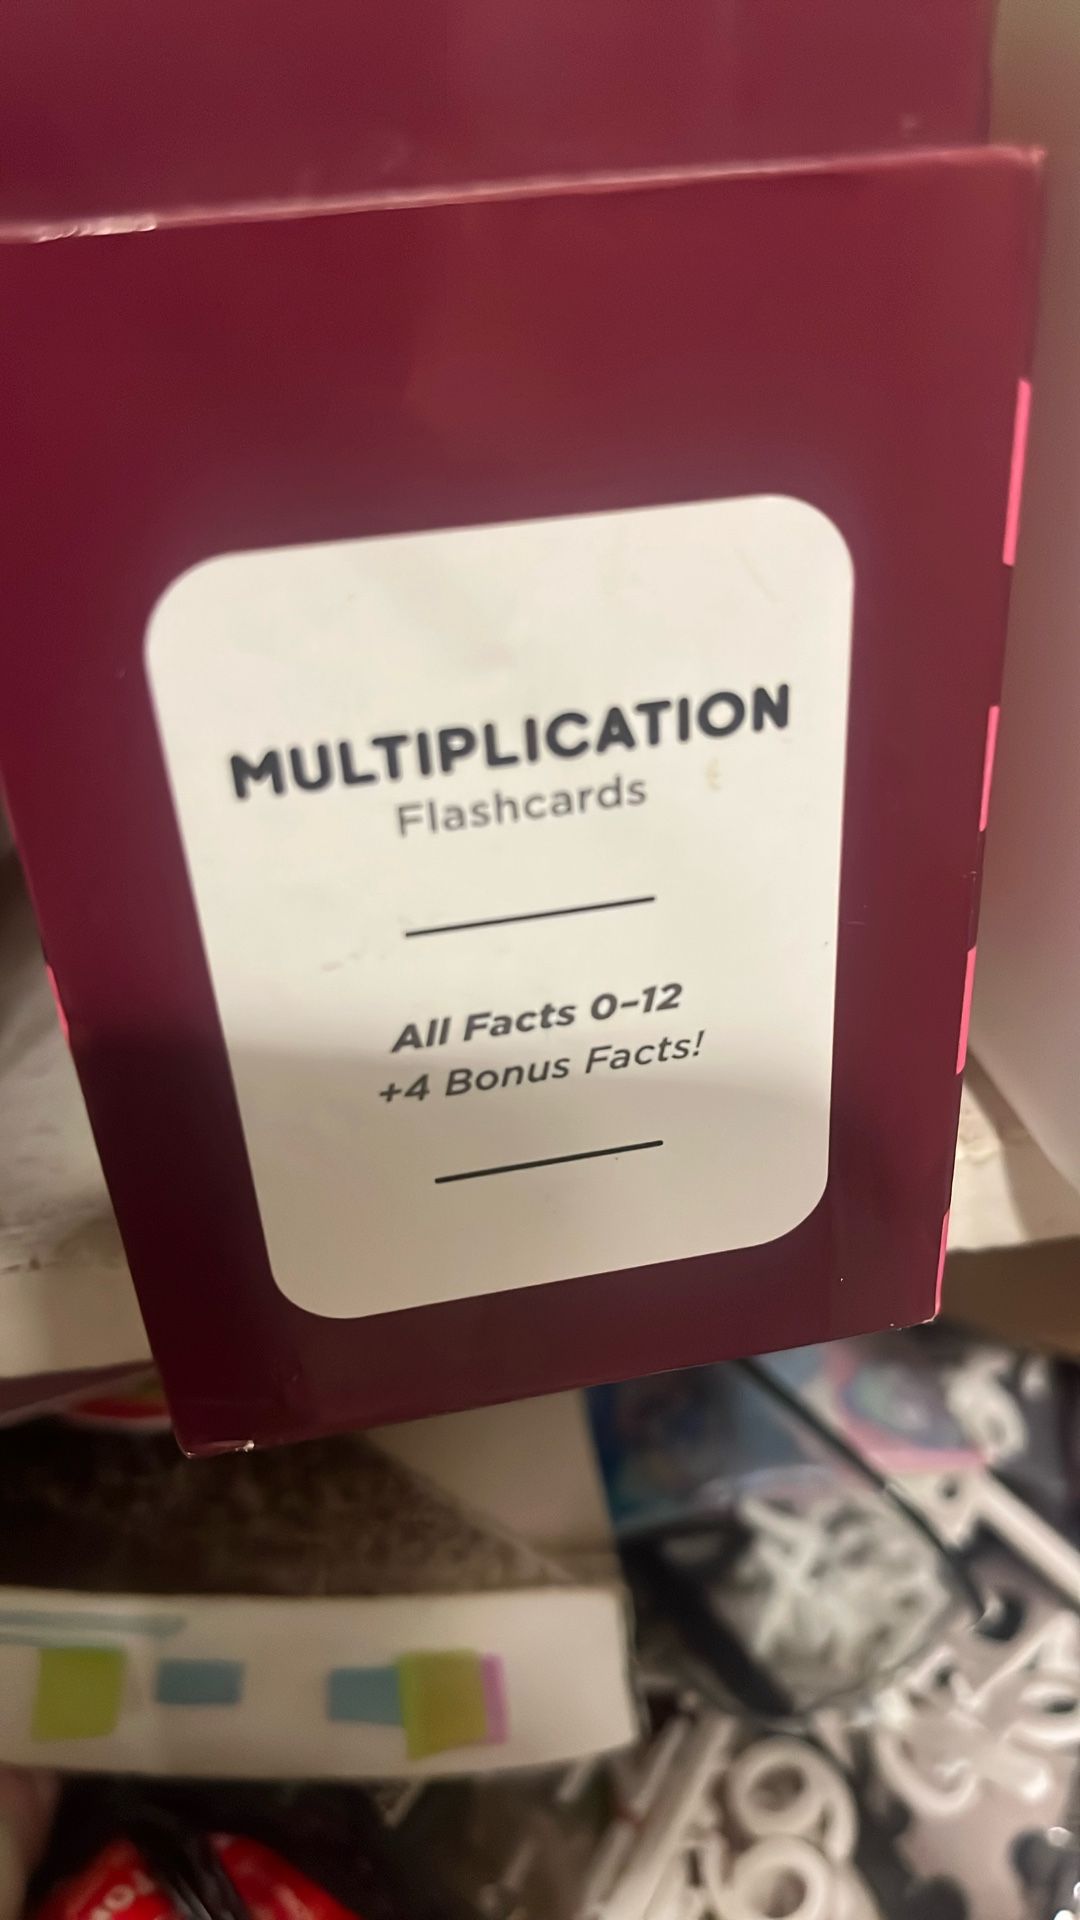 MULTIPLICATION
Flashcards
All Facts 0–12
+4 Bonus Facts!